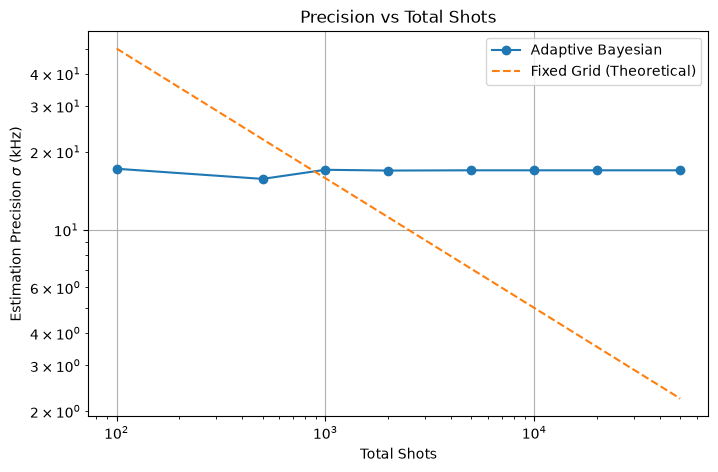 Precision vs Total Shots
Adaptive Bayesian
Fixed Grid (Theoretical)
Estimation Precision σ (kHz)
4 × 10¹
3 × 10¹
2 × 10¹
10¹
6 × 10⁰
4 × 10⁰
3 × 10⁰
2 × 10⁰
10² 10³ 10⁴
Total Shots